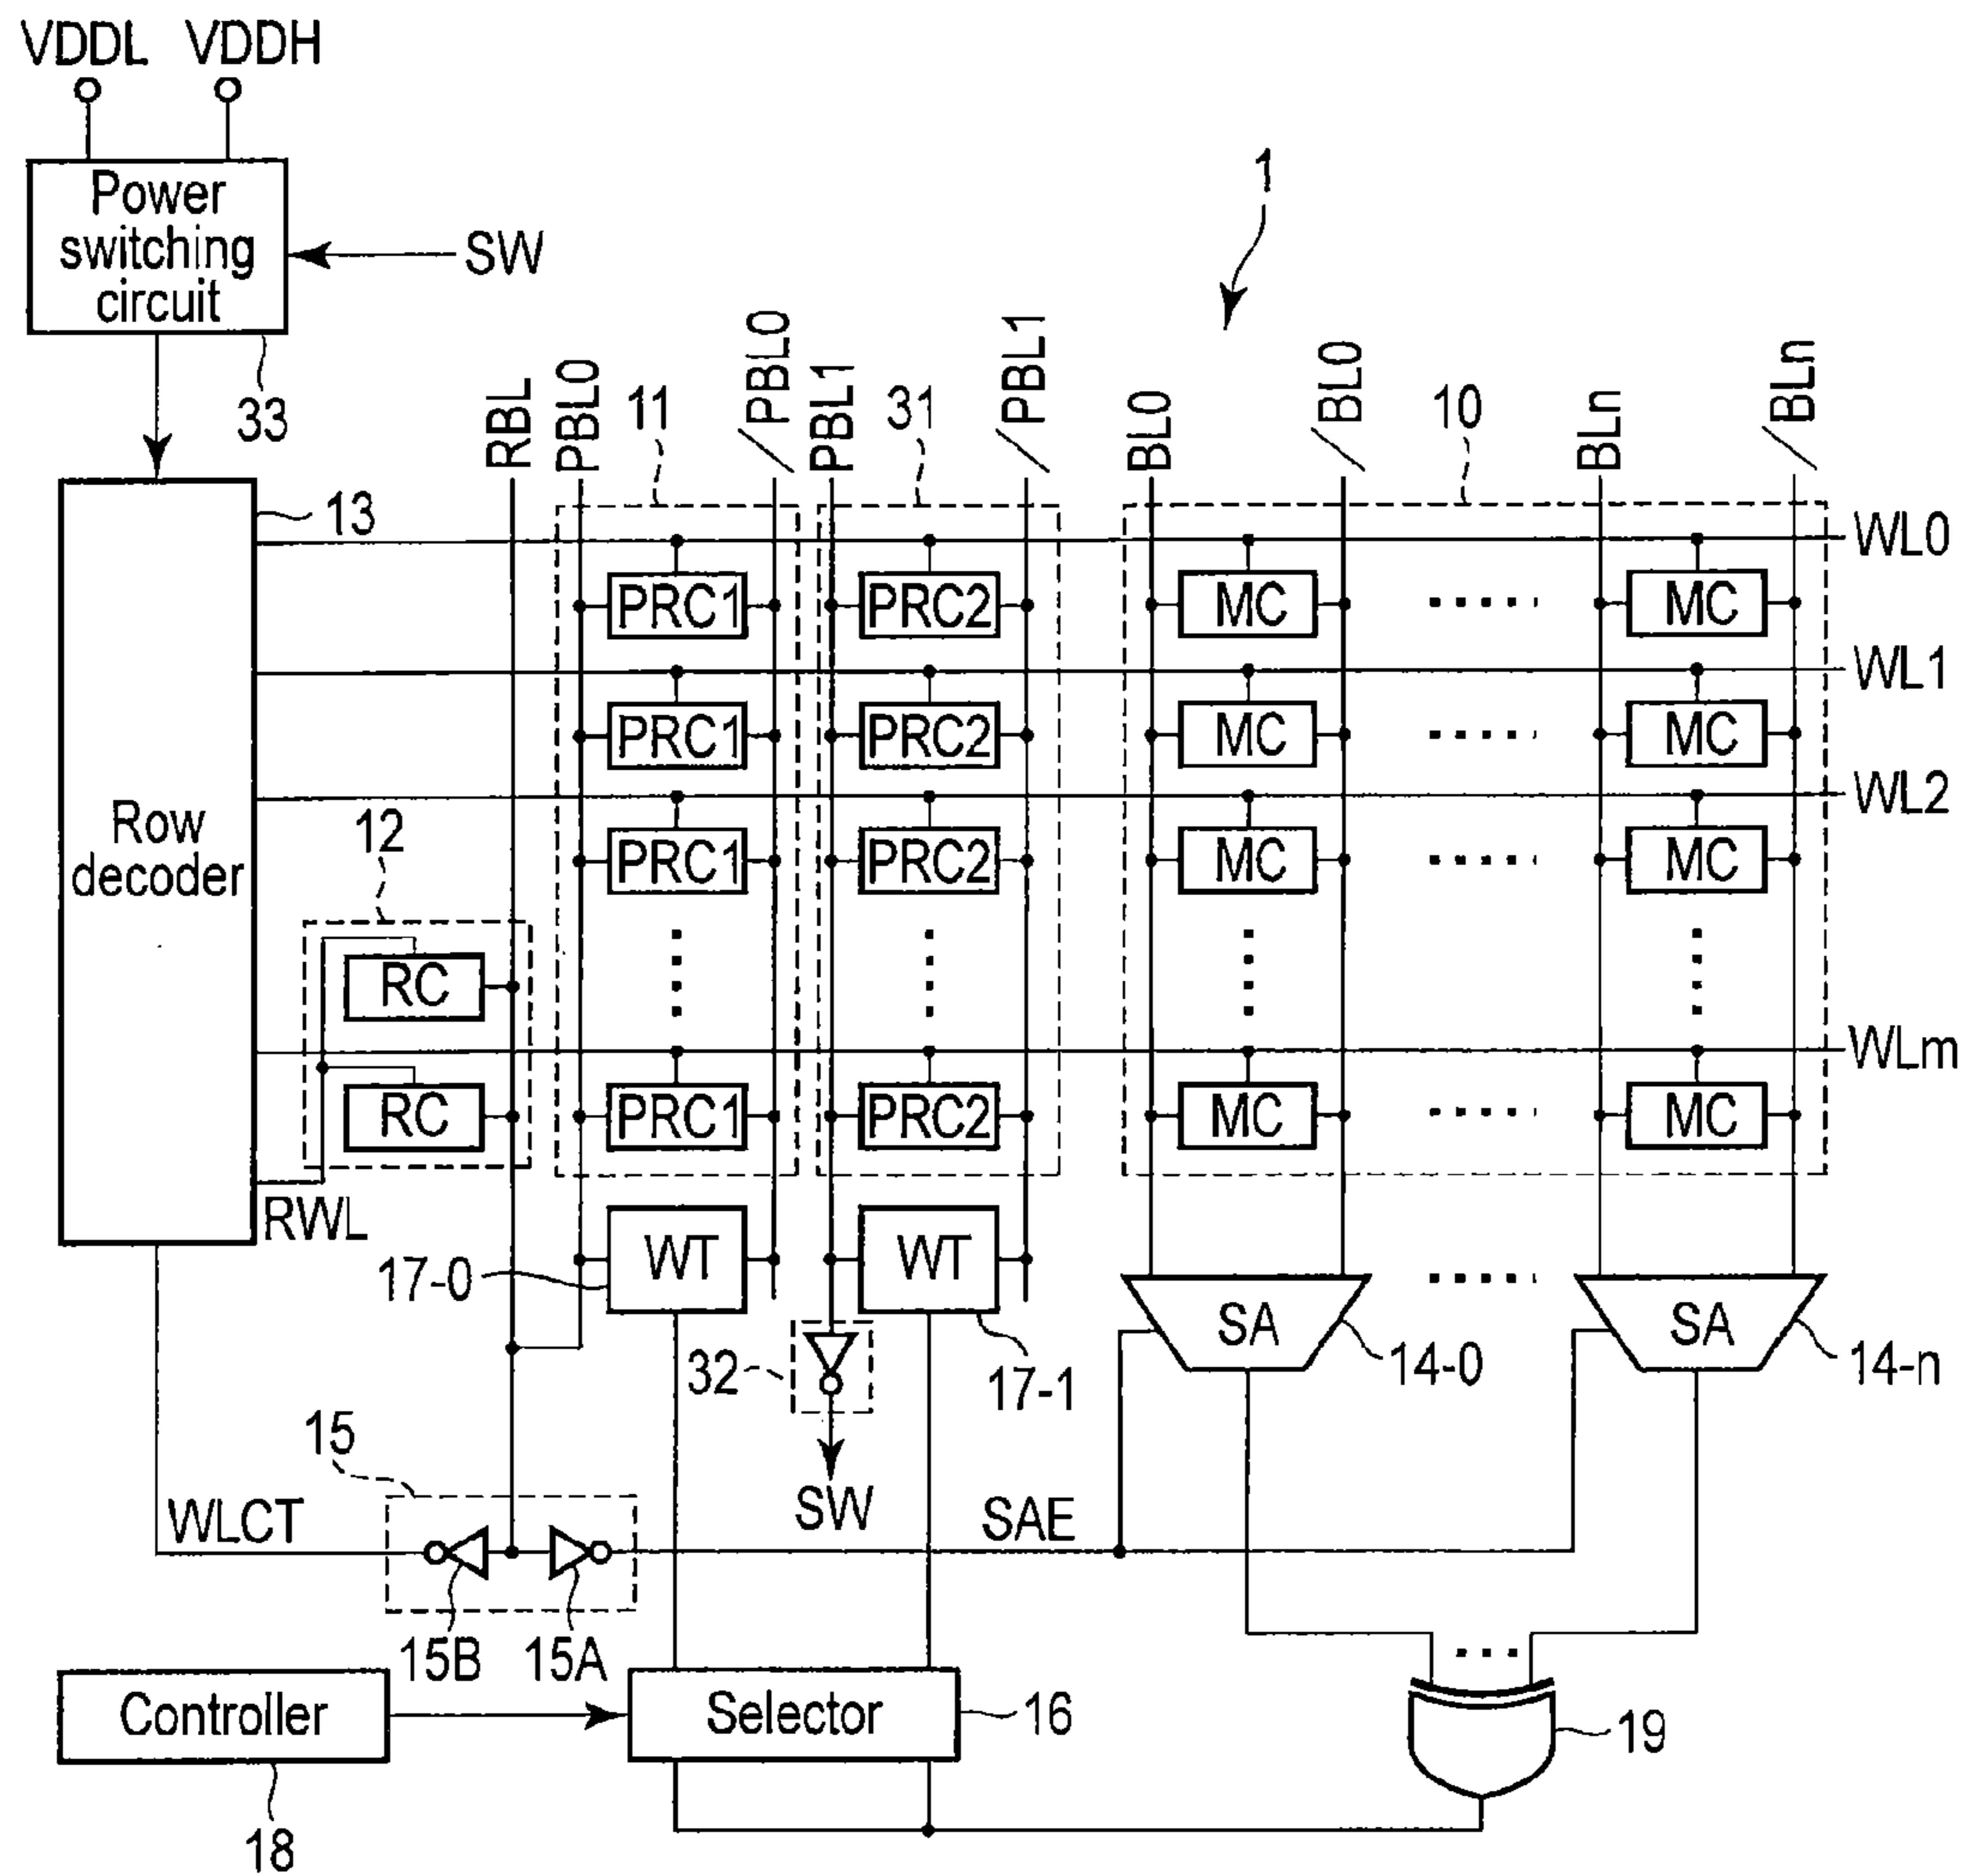 VDDL VDDH
Power
switching
circuit
SW
33
1
RBL
PBL0
11
PBL0
PBL1
31
PBL1
BL0
BL0
10
BLn
BLn
13
WL0
PRC1 PRC2 MC ····· MC
WL1
PRC1 PRC2 MC ····· MC
WL2
Row
decoder
12
PRC1 PRC2 MC ····· MC
RC
WLm
RC PRC1 PRC2 MC ····· MC
RWL
17-0 WT WT
17-1
32
SW
SA
14-0
·····
SA
14-n
15
WLCT
SAE
15B 15A
···
Controller
18
Selector
16
19